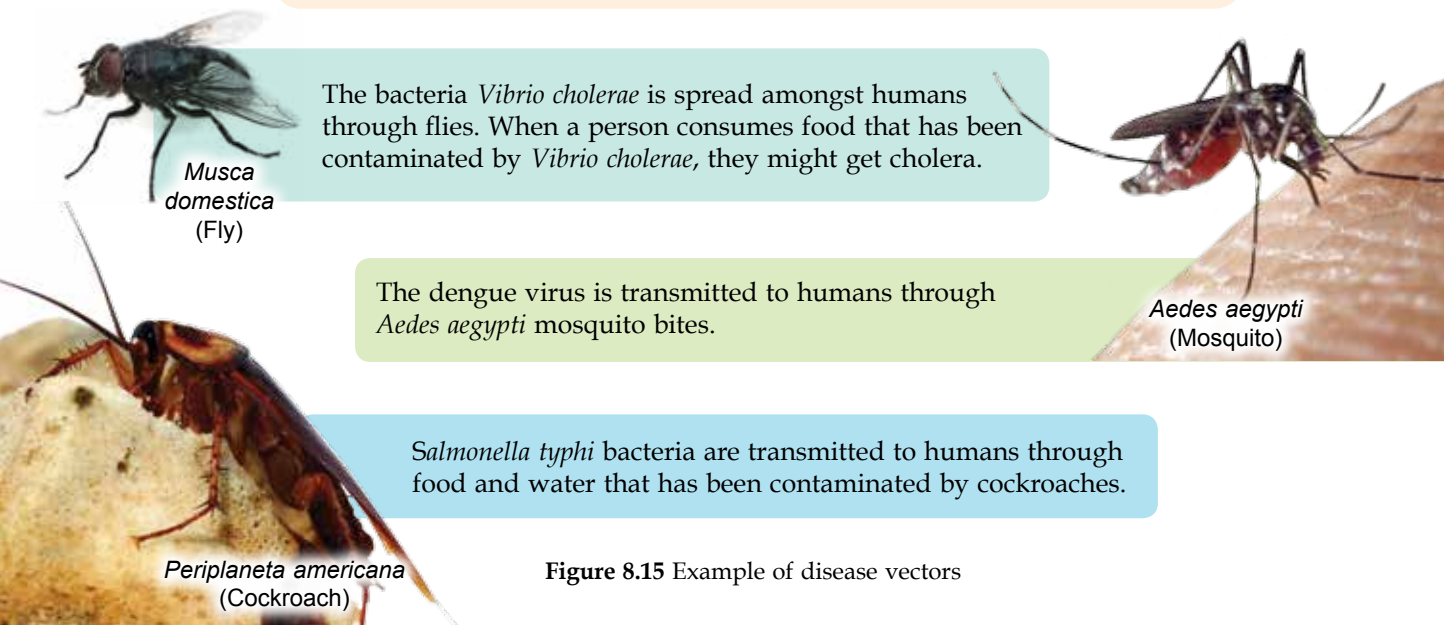 The bacteria Vibrio cholerae is spread amongst humans
through flies. When a person consumes food that has been
contaminated by Vibrio cholerae, they might get cholera.
Musca
domestica
(Fly)
The dengue virus is transmitted to humans through
Aedes aegypti mosquito bites.
Aedes aegypti
(Mosquito)
Salmonella typhi bacteria are transmitted to humans through
food and water that has been contaminated by cockroaches.
Periplaneta americana
(Cockroach)
Figure 8.15 Example of disease vectors